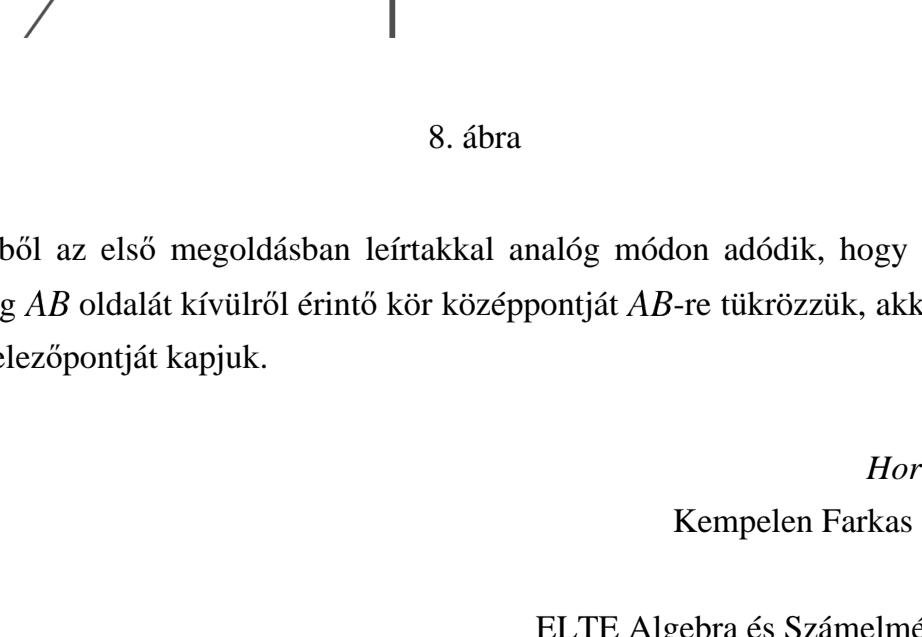 8. ábra
ből az első megoldásban leírtakkal analóg módon adódik, hogy
g AB oldalát kívülről érintő kör középpontját AB-re tükrözzük, akk
elezőpontját kapjuk.
Hor
Kempelen Farkas
ELTE Algebra és Számelmé